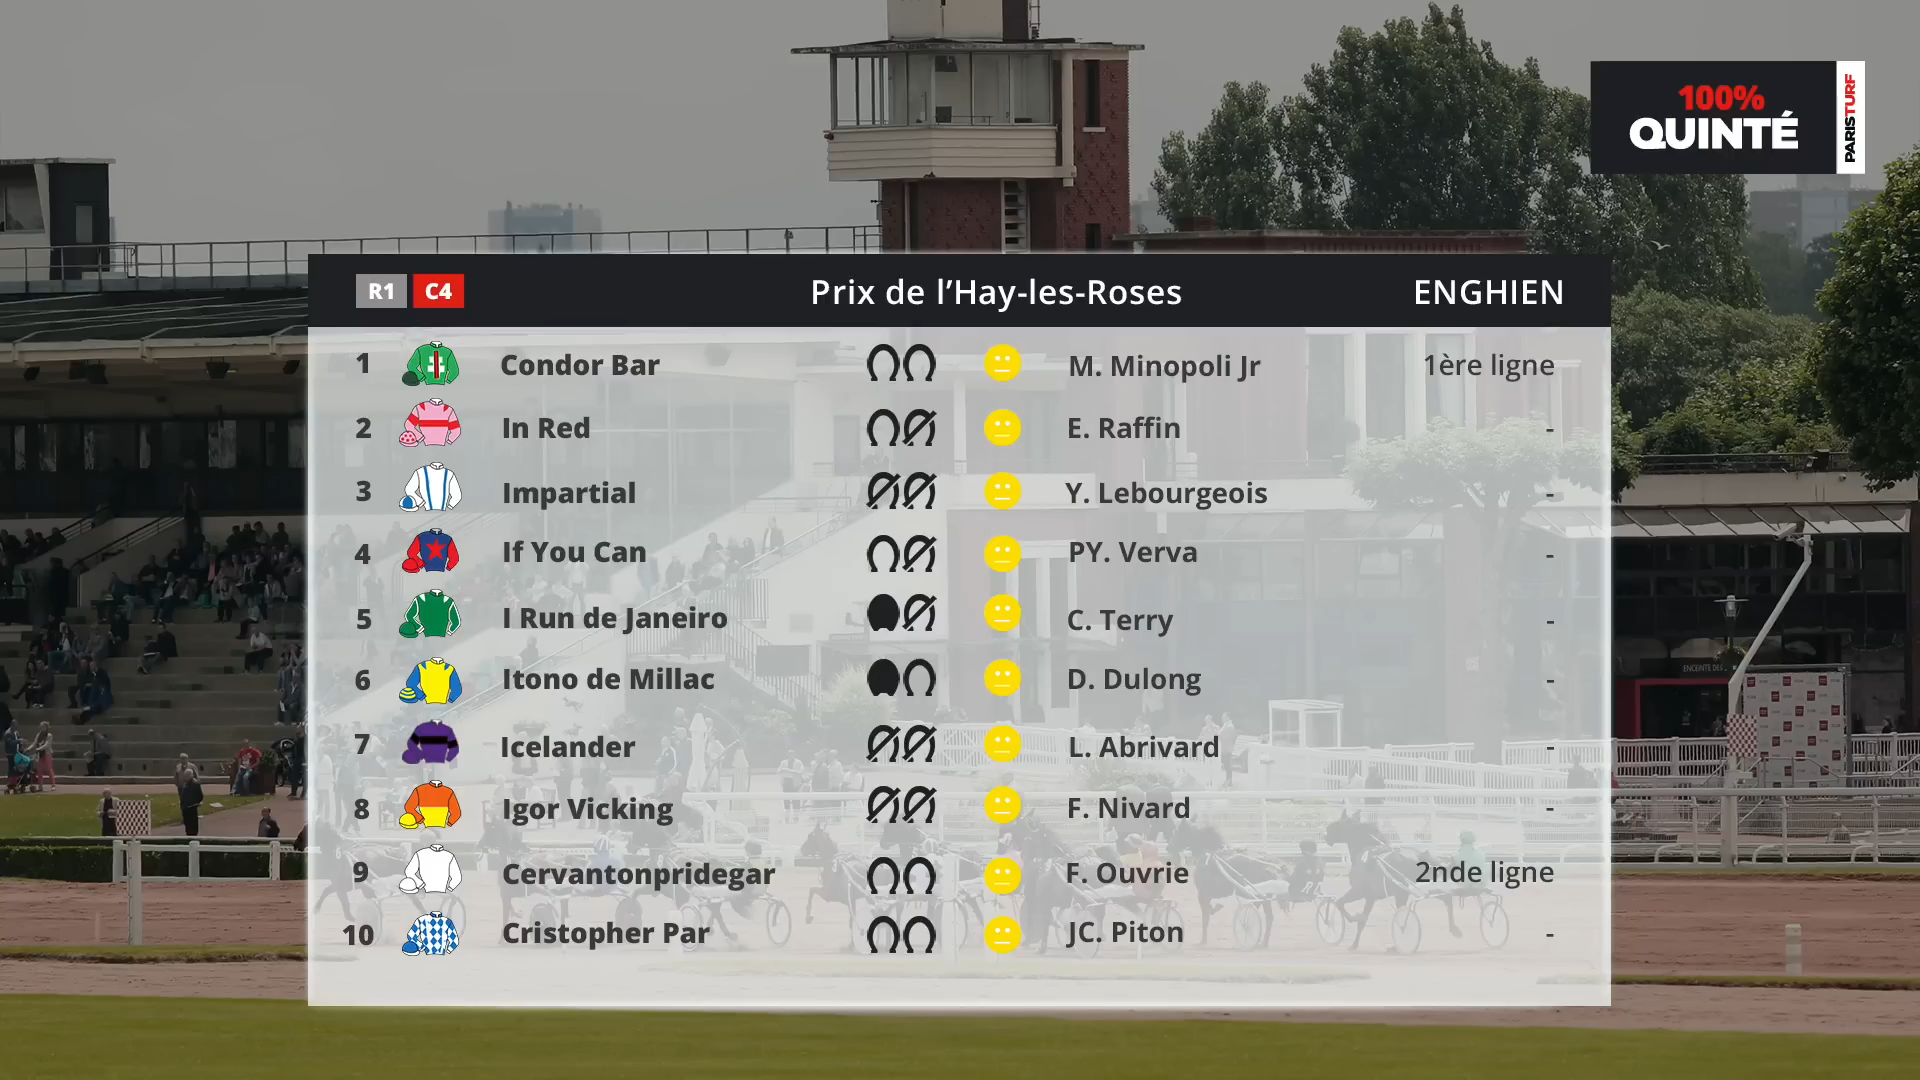 100%
QUINTÉ
PARISTURF
R1 C4 Prix de l’Hay-les-Roses ENGHIEN
1 Condor Bar M. Minopoli Jr 1ère ligne
2 In Red E. Raffin -
3 Impartial Y. Lebourgeois -
4 If You Can PY. Verva -
5 I Run de Janeiro C. Terry -
6 Itono de Millac D. Dulong -
7 Icelander L. Abrivard -
8 Igor Vicking F. Nivard -
9 Cervantonpridegar F. Ouvrie 2nde ligne
10 Cristopher Par JC. Piton -